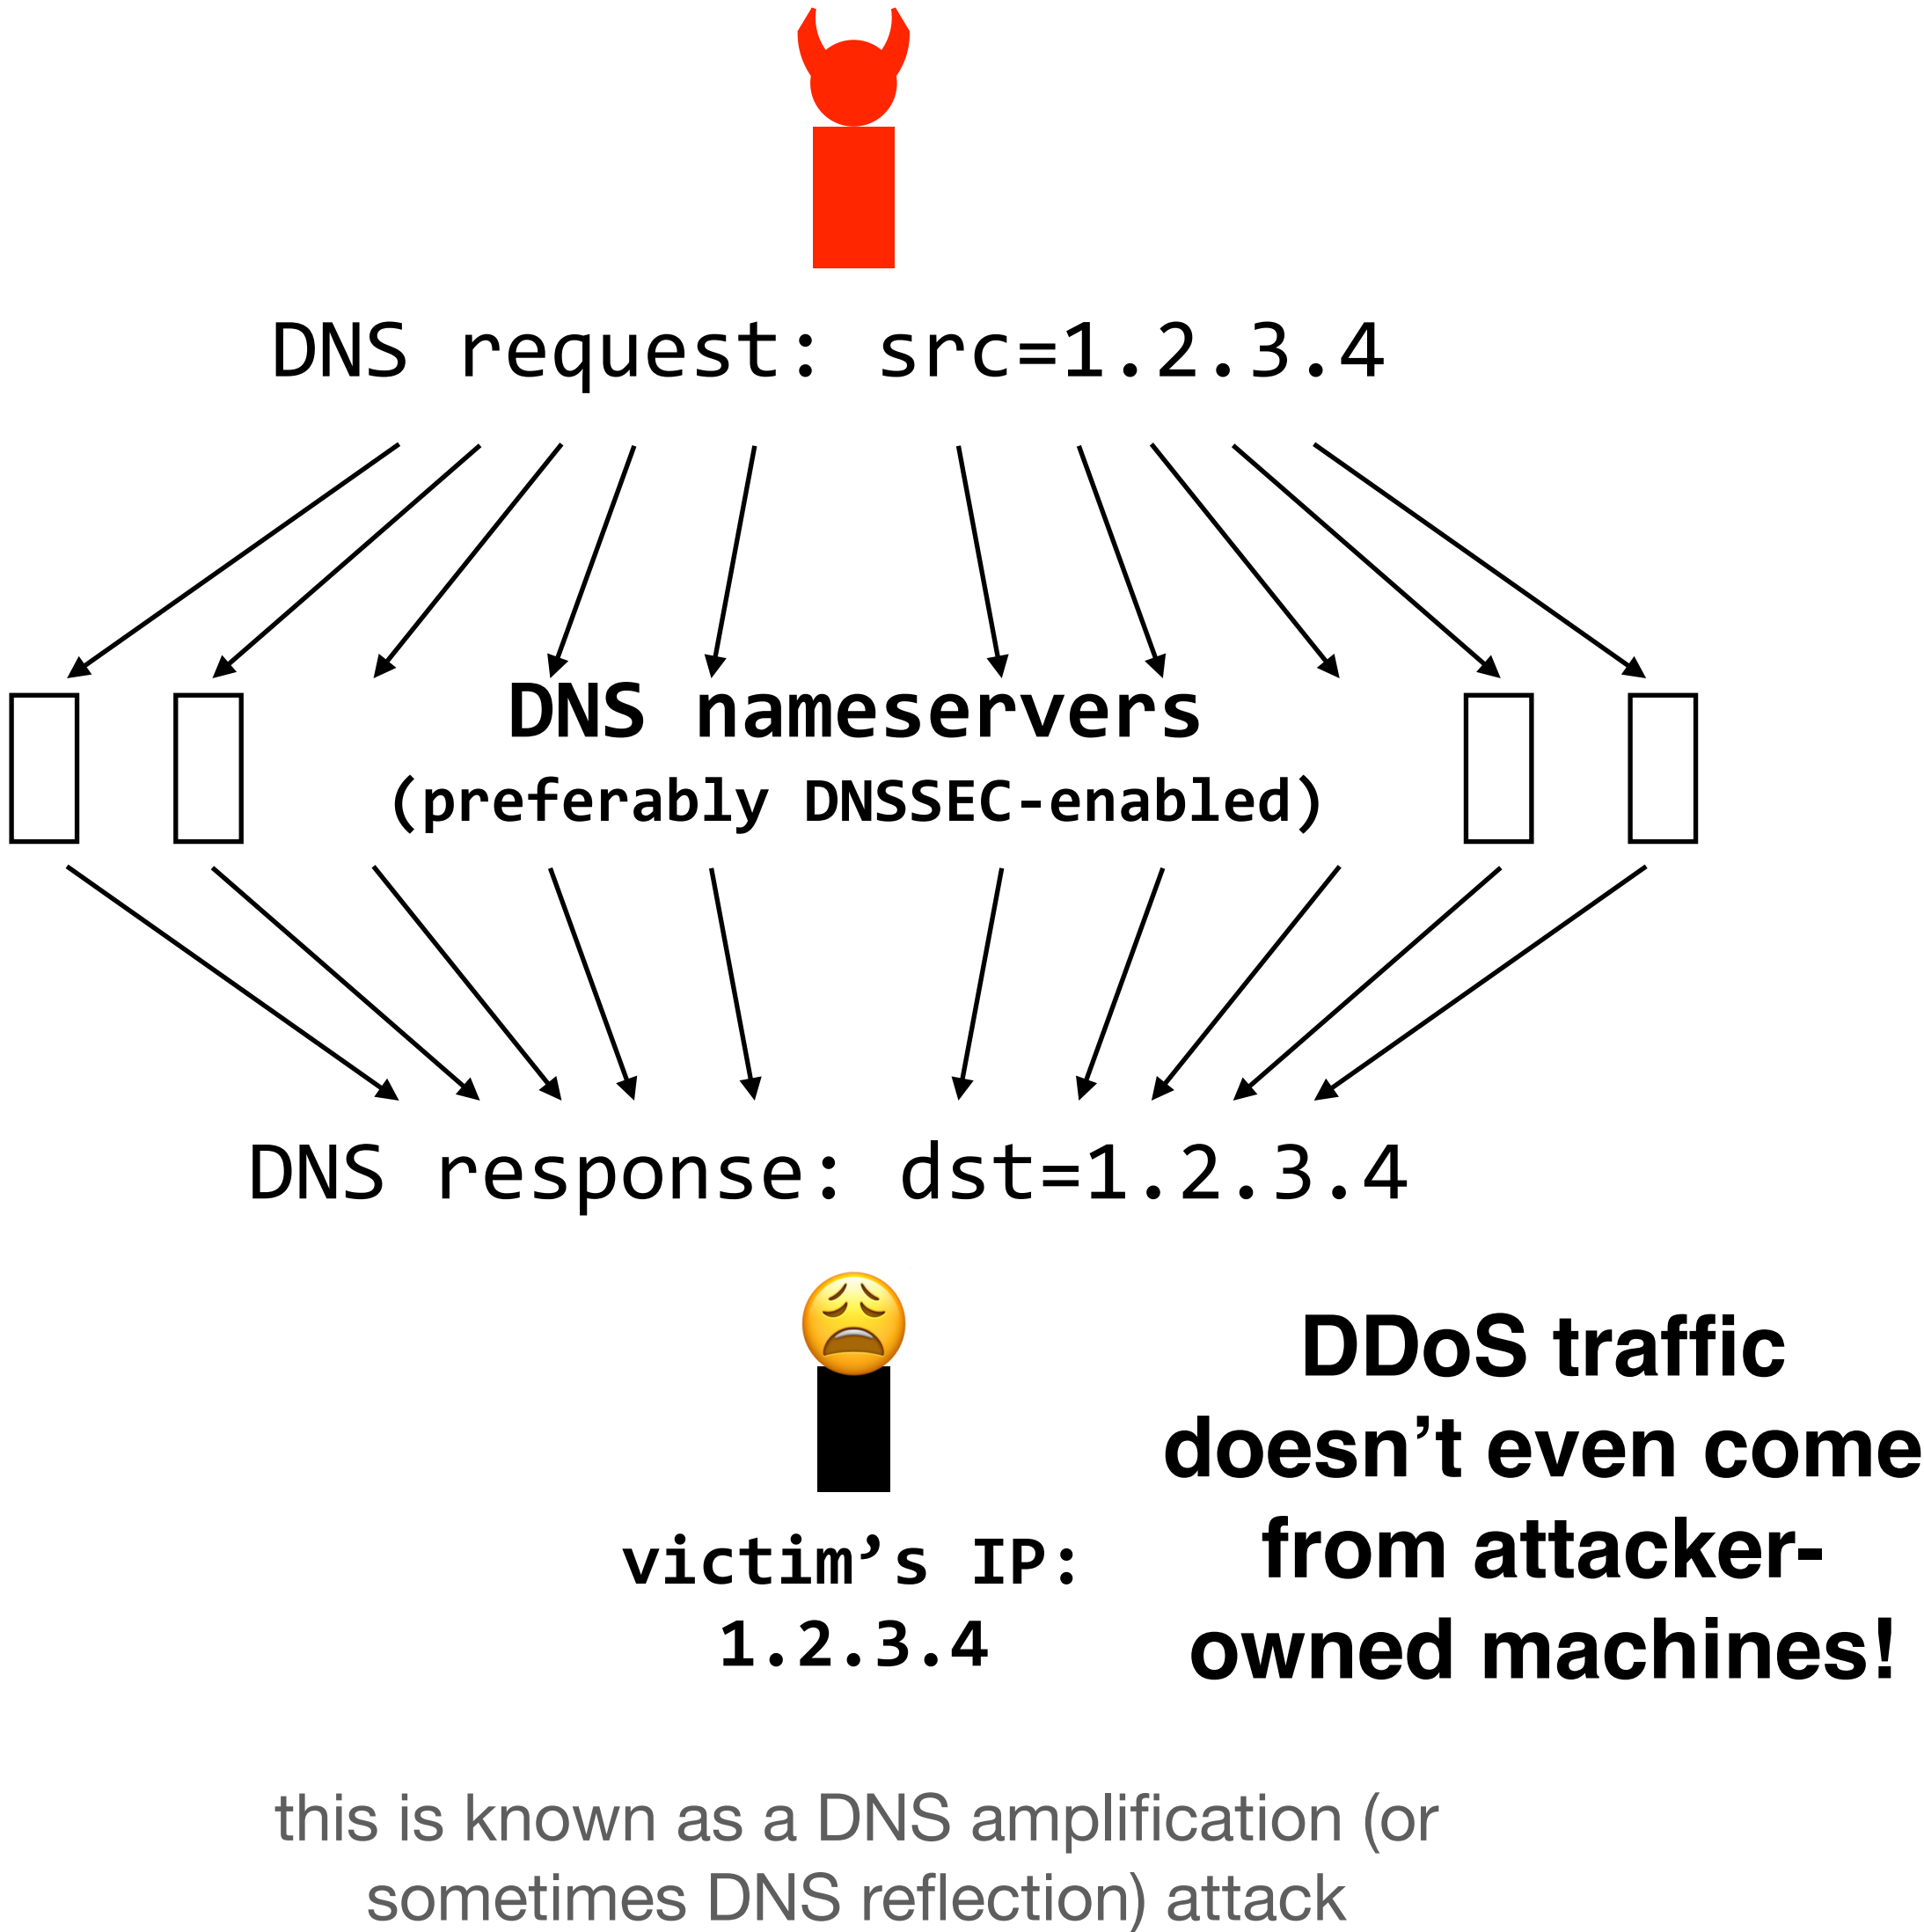 DNS request: src=1.2.3.4
DNS nameservers
(preferably DNSSEC-enabled)
DNS response: dst=1.2.3.4
victim’s IP:
1.2.3.4
DDoS traffic
doesn’t even come
from attacker-
owned machines!
this is known as a DNS amplification (or
sometimes DNS reflection) attack